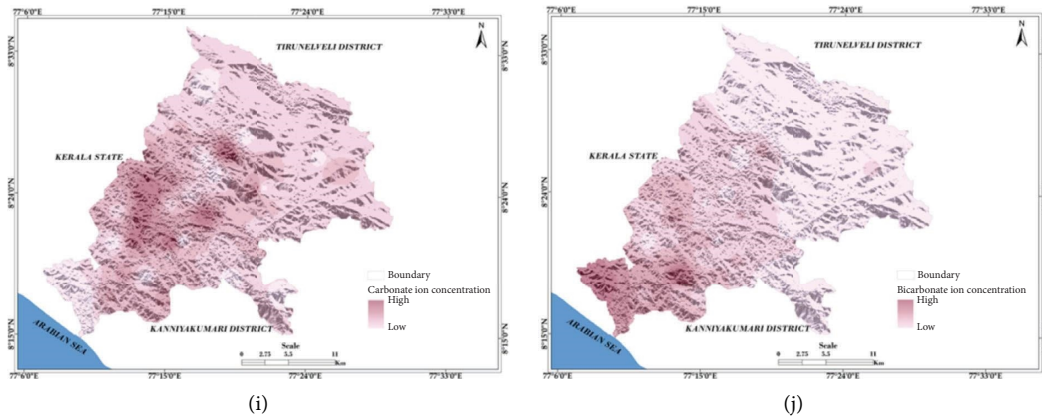 77°6'0"E 77°15'0"E 77°24'0"E 77°33'0"E
N
8°33'0"N 8°33'0"N
TIRUNELVELI DISTRICT
KERALA STATE
8°24'0"N 8°24'0"N
Boundary
Carbonate ion concentration
High
Low
KANNIYAKUMARI DISTRICT
ARABIAN SEA
8°15'0"N 8°15'0"N
Scale
0 2.75 5.5 11
Km
77°6'0"E 77°15'0"E 77°24'0"E 77°33'0"E
(i)
77°6'0"E 77°15'0"E 77°24'0"E 77°33'0"E
N
8°33'0"N 8°33'0"N
TIRUNELVELI DISTRICT
KERALA STATE
8°24'0"N 8°24'0"N
Boundary
Bicarbonate ion concentration
High
Low
KANNIYAKUMARI DISTRICT
ARABIAN SEA
8°15'0"N 8°15'0"N
Scale
0 2.75 5.5 11
Km
77°6'0"E 77°15'0"E 77°24'0"E 77°33'0"E
(j)